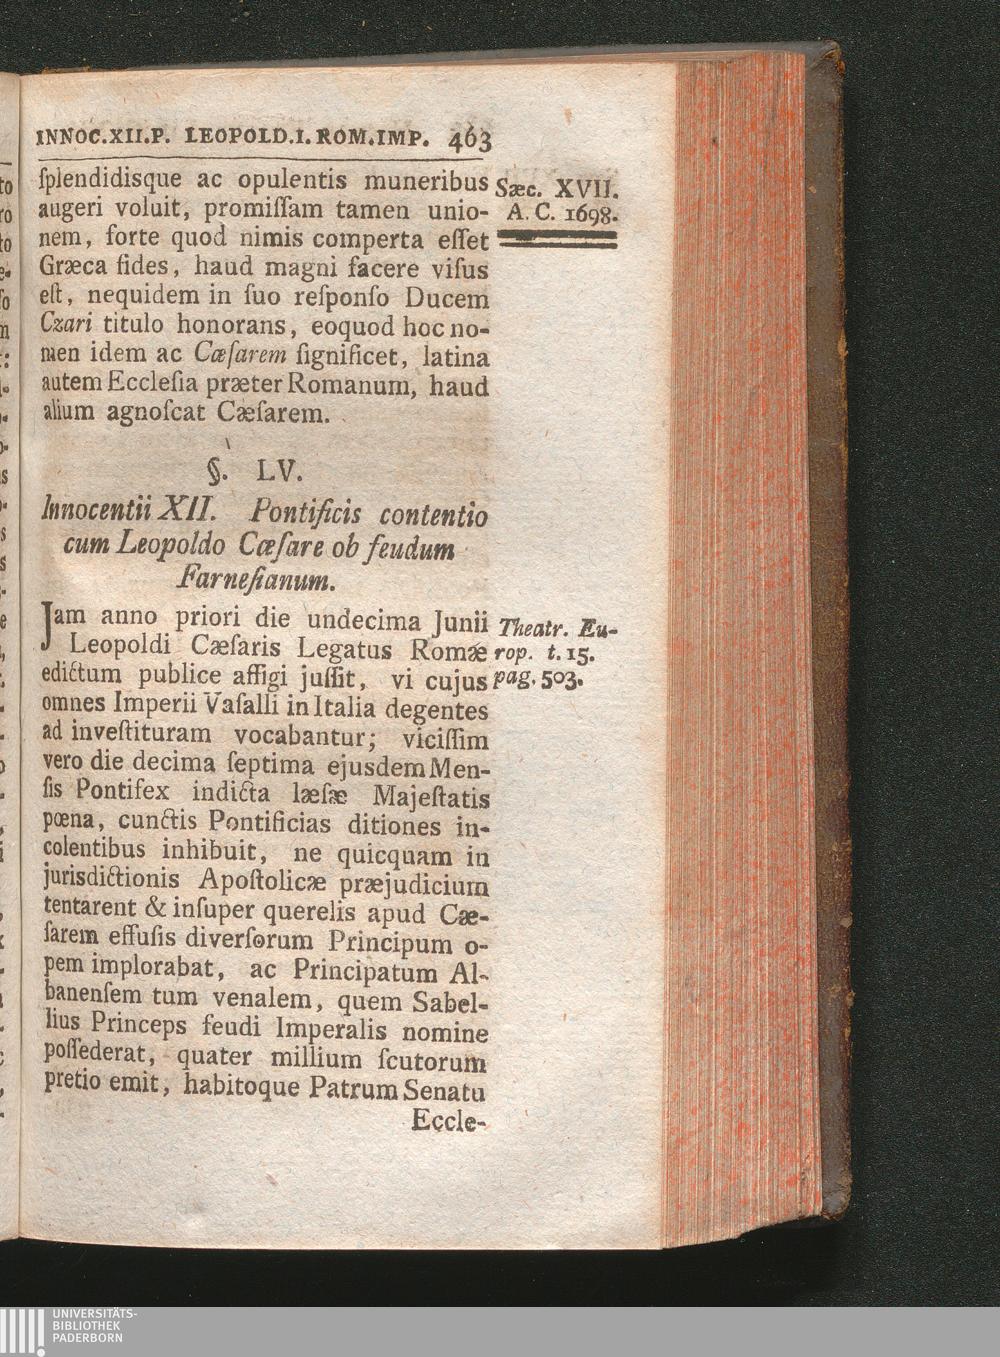 INNOC.XII.P. LEOPOLD.I.ROM.IMP. 463
ſplendidisque ac opulentis muneribus
augeri voluit, promiſſam tamen unio-
nem, forte quod nimis comperta eſſet
Græca fides, haud magni facere viſus
eſt, nequidem in ſuo reſponſo Ducem
Czari titulo honorans, eoquod hoc no-
men idem ac Cæſarem ſignificet, latina
autem Eccleſia præter Romanum, haud
alium agnoſcat Cæſarem.
Sæc. XVII.
A. C. 1698.
§. LV.
Innocentii XII. Pontificis contentio
cum Leopoldo Cæſare ob feudum
Farneſianum.
Jam anno priori die undecima Junii
Leopoldi Cæſaris Legatus Romæ
edictum publice affigi juſſit, vi cujus
omnes Imperii Vaſalli in Italia degentes
ad inveſtituram vocabantur; viciſſim
vero die decima ſeptima ejusdem Men-
ſis Pontifex indicta læſæ Majeſtatis
pœna, cunctis Pontificias ditiones in-
colentibus inhibuit, ne quicquam in
jurisdictionis Apoſtolicæ præjudicium
tentarent & inſuper querelis apud Cæ-
ſarem effuſis diverſorum Principum o-
pem implorabat, ac Principatum Al-
banenſem tum venalem, quem Sabel-
lius Princeps feudi Imperalis nomine
poſſederat, quater millium ſcutorum
pretio emit, habitoque Patrum Senatu
Eccle-
Theatr. Eu-
rop. t. 15.
pag. 503.
UNIVERSITÄTS-
BIBLIOTHEK
PADERBORN